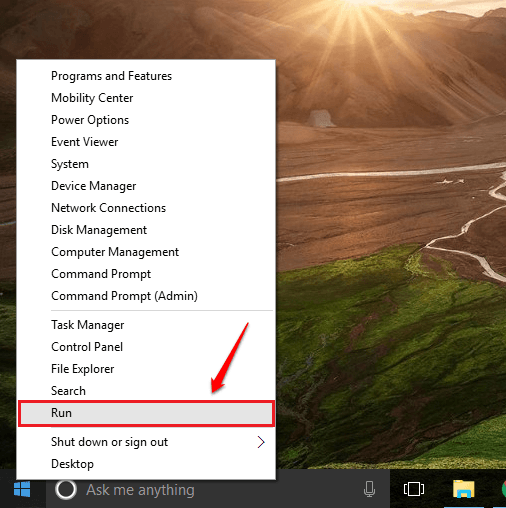 Programs and Features
Mobility Center
Power Options
Event Viewer
System
Device Manager
Network Connections
Disk Management
Computer Management
Command Prompt
Command Prompt (Admin)
Task Manager
Control Panel
File Explorer
Search
Run
Shut down or sign out
Desktop
Ask me anything